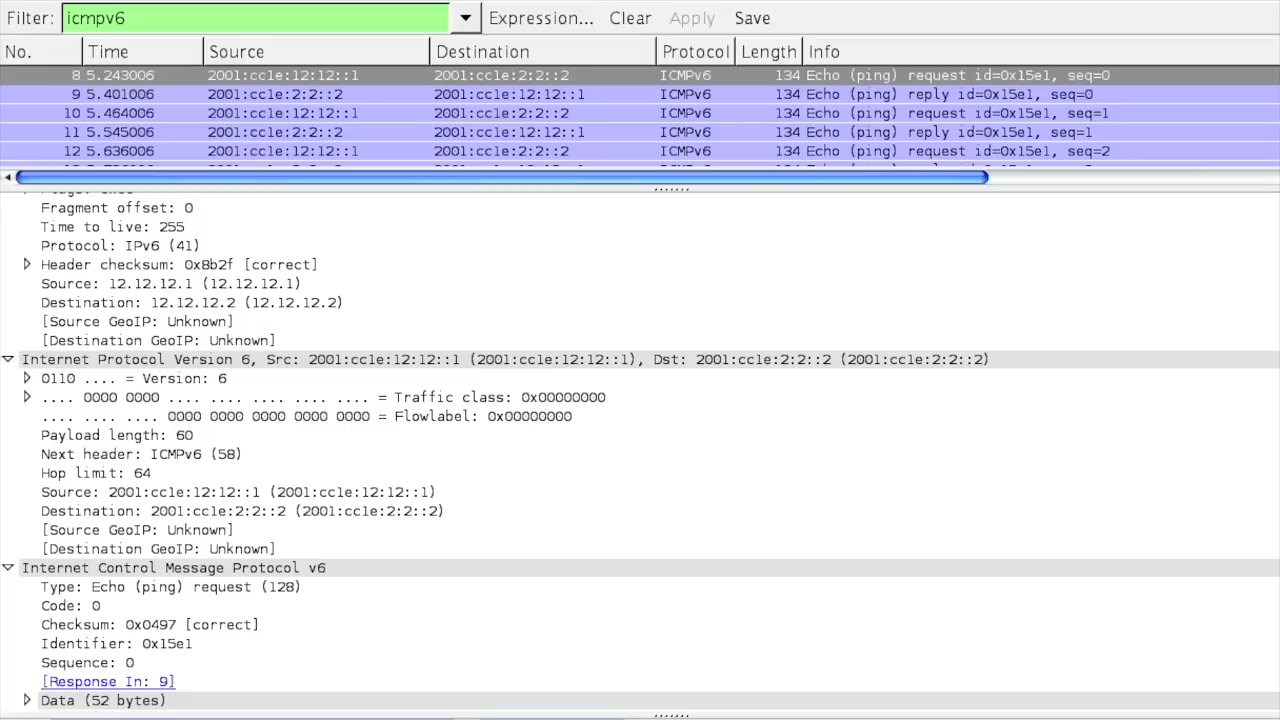 Filter: icmpv6 Expression... Clear Apply Save
No. Time Source Destination Protocol Length Info
8 5.243006 2001:cc1e:12:12::1 2001:cc1e:2:2::2 ICMPv6 134 Echo (ping) request id=0x15e1, seq=0
9 5.401006 2001:cc1e:2:2::2 2001:cc1e:12:12::1 ICMPv6 134 Echo (ping) reply id=0x15e1, seq=0
10 5.464006 2001:cc1e:12:12::1 2001:cc1e:2:2::2 ICMPv6 134 Echo (ping) request id=0x15e1, seq=1
11 5.545006 2001:cc1e:2:2::2 2001:cc1e:12:12::1 ICMPv6 134 Echo (ping) reply id=0x15e1, seq=1
12 5.636006 2001:cc1e:12:12::1 2001:cc1e:2:2::2 ICMPv6 134 Echo (ping) request id=0x15e1, seq=2
Fragment offset: 0
Time to live: 255
Protocol: IPv6 (41)
Header checksum: 0x8b2f [correct]
Source: 12.12.12.1 (12.12.12.1)
Destination: 12.12.12.2 (12.12.12.2)
[Source GeoIP: Unknown]
[Destination GeoIP: Unknown]
Internet Protocol Version 6, Src: 2001:cc1e:12:12::1 (2001:cc1e:12:12::1), Dst: 2001:cc1e:2:2::2 (2001:cc1e:2:2::2)
0110 .... = Version: 6
.... 0000 0000 .... .... .... .... .... = Traffic class: 0x00000000
.... .... .... 0000 0000 0000 0000 0000 = Flowlabel: 0x00000000
Payload length: 60
Next header: ICMPv6 (58)
Hop limit: 64
Source: 2001:cc1e:12:12::1 (2001:cc1e:12:12::1)
Destination: 2001:cc1e:2:2::2 (2001:cc1e:2:2::2)
[Source GeoIP: Unknown]
[Destination GeoIP: Unknown]
Internet Control Message Protocol v6
Type: Echo (ping) request (128)
Code: 0
Checksum: 0x0497 [correct]
Identifier: 0x15e1
Sequence: 0
[Response In: 9]
Data (52 bytes)